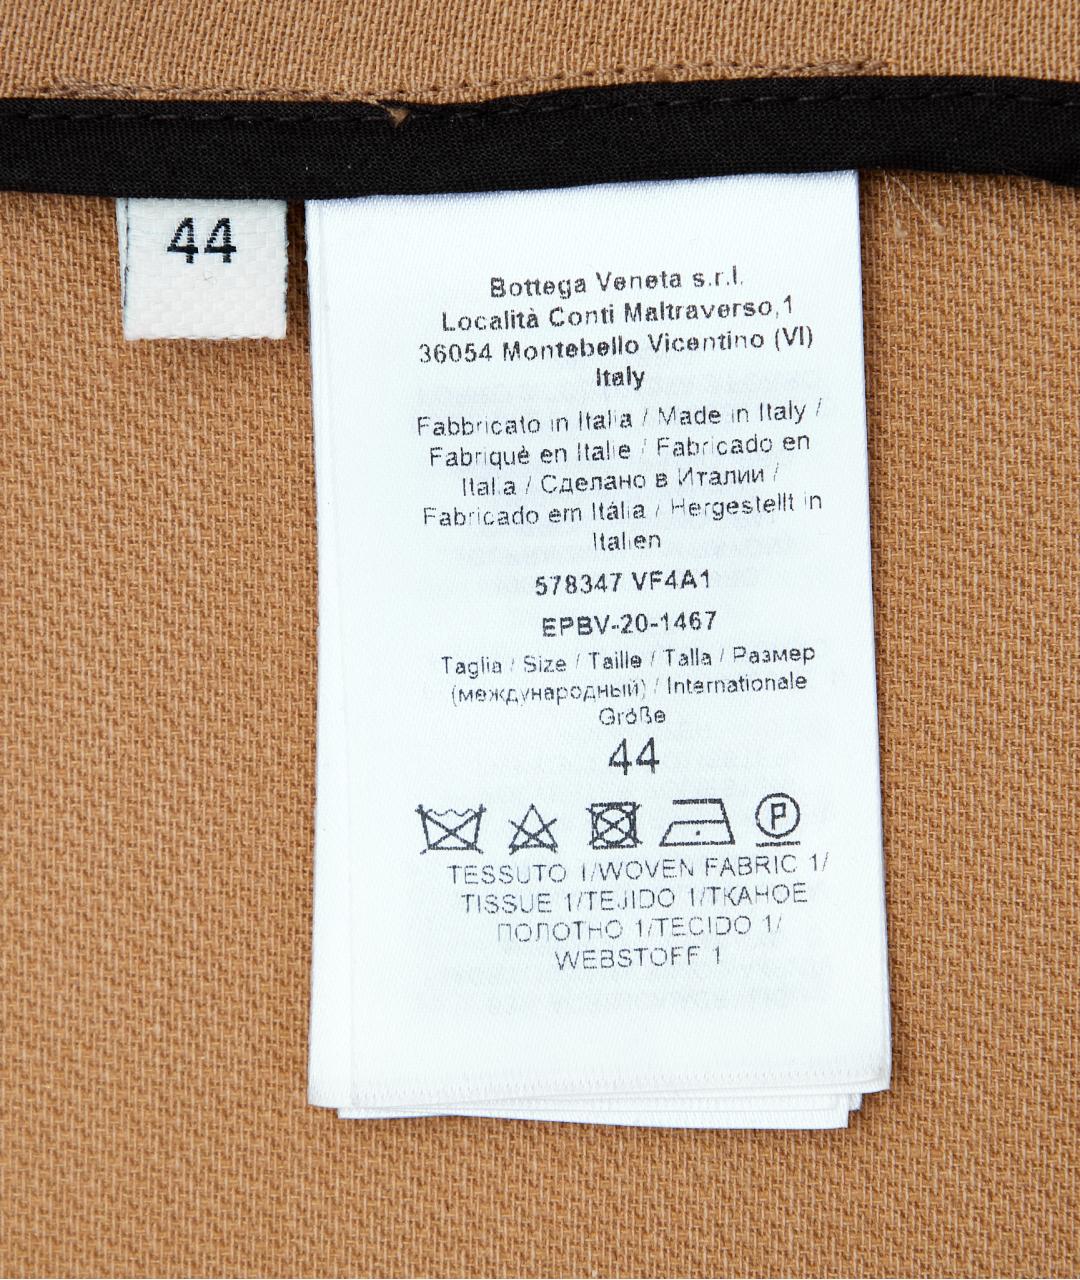 44
Bottega Veneta s.r.l.
Località Conti Maltraverso,1
36054 Montebello Vicentino (VI)
Italy
Fabbricato in Italia / Made in Italy /
Fabriqué en Italie / Fabricado en
Italia / Сделано в Италии /
Fabricado em Itália / Hergestellt in
Italien
578347 VF4A1
EPBV-20-1467
Taglia / Size / Taille / Talla / Размер
(международный) / Internationale
Größe
44
P
TESSUTO 1/WOVEN FABRIC 1/
TISSUE 1/TEJIDO 1/ТКАНОЕ
ПОЛОТНО 1/TECIDO 1/
WEBSTOFF 1